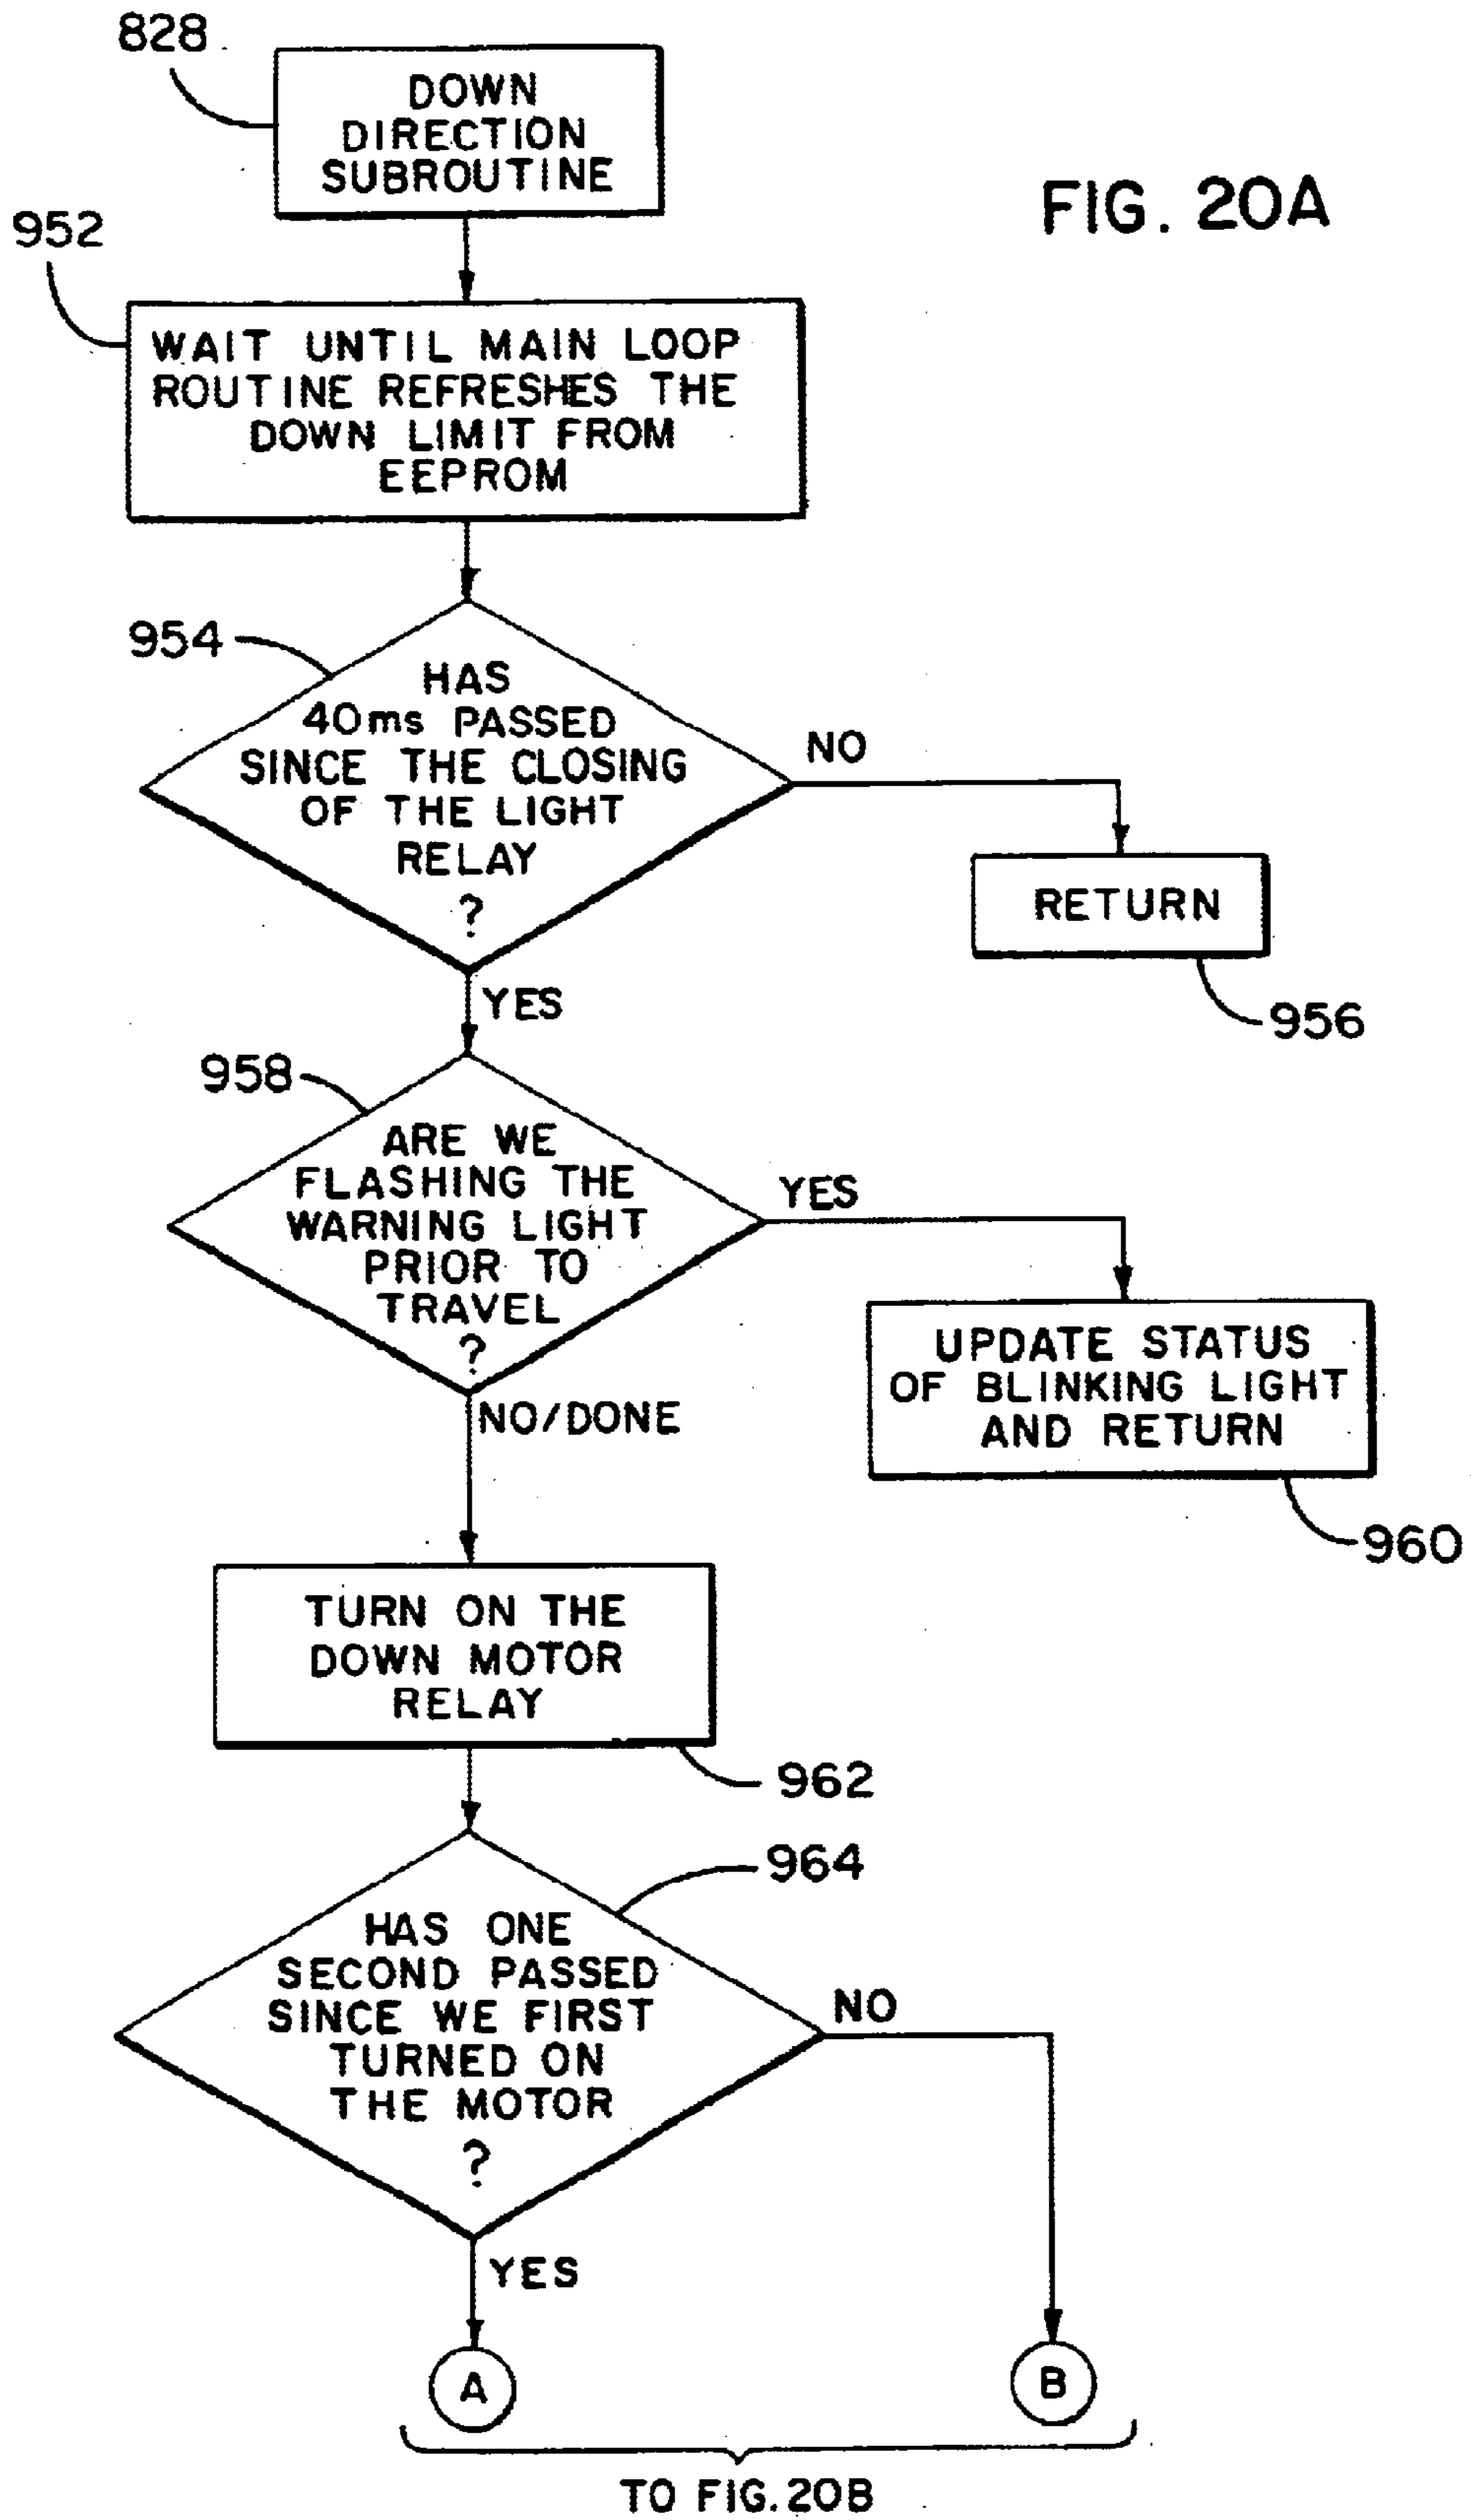 828
DOWN
DIRECTION
SUBROUTINE
FIG. 20A
952
WAIT UNTIL MAIN LOOP
ROUTINE REFRESHES THE
DOWN LIMIT FROM
EEPROM
954
HAS
40ms PASSED
SINCE THE CLOSING
OF THE LIGHT
RELAY
?
NO
RETURN
956
YES
958
ARE WE
FLASHING THE
WARNING LIGHT
PRIOR TO
TRAVEL
?
YES
UPDATE STATUS
OF BLINKING LIGHT
AND RETURN
960
NO/DONE
TURN ON THE
DOWN MOTOR
RELAY
962
964
HAS ONE
SECOND PASSED
SINCE WE FIRST
TURNED ON
THE MOTOR
?
NO
YES
A
B
TO FIG. 20B